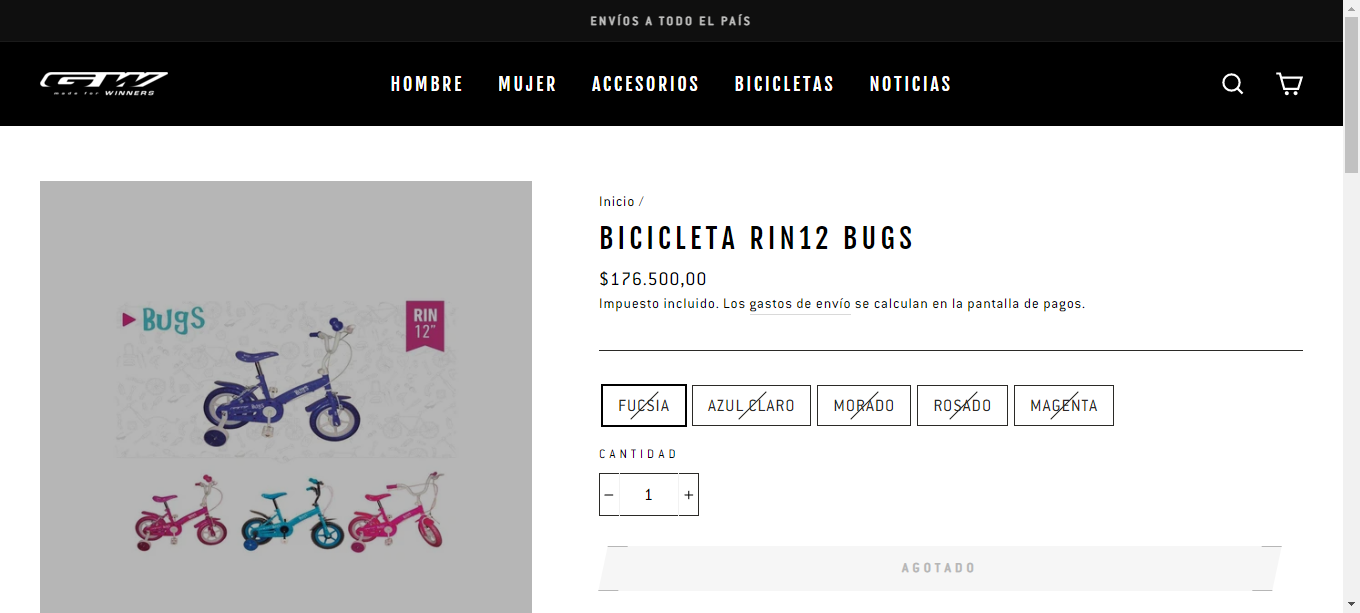 ENVÍOS A TODO EL PAÍS
GW
made for WINNERS
HOMBRE MUJER ACCESORIOS BICICLETAS NOTICIAS
Bugs
RIN
12"
Inicio /
BICICLETA RIN12 BUGS
$176.500,00
Impuesto incluido. Los gastos de envío se calculan en la pantalla de pagos.
FUCSIA AZUL CLARO MORADO ROSADO MAGENTA
CANTIDAD
− 1 +
AGOTADO